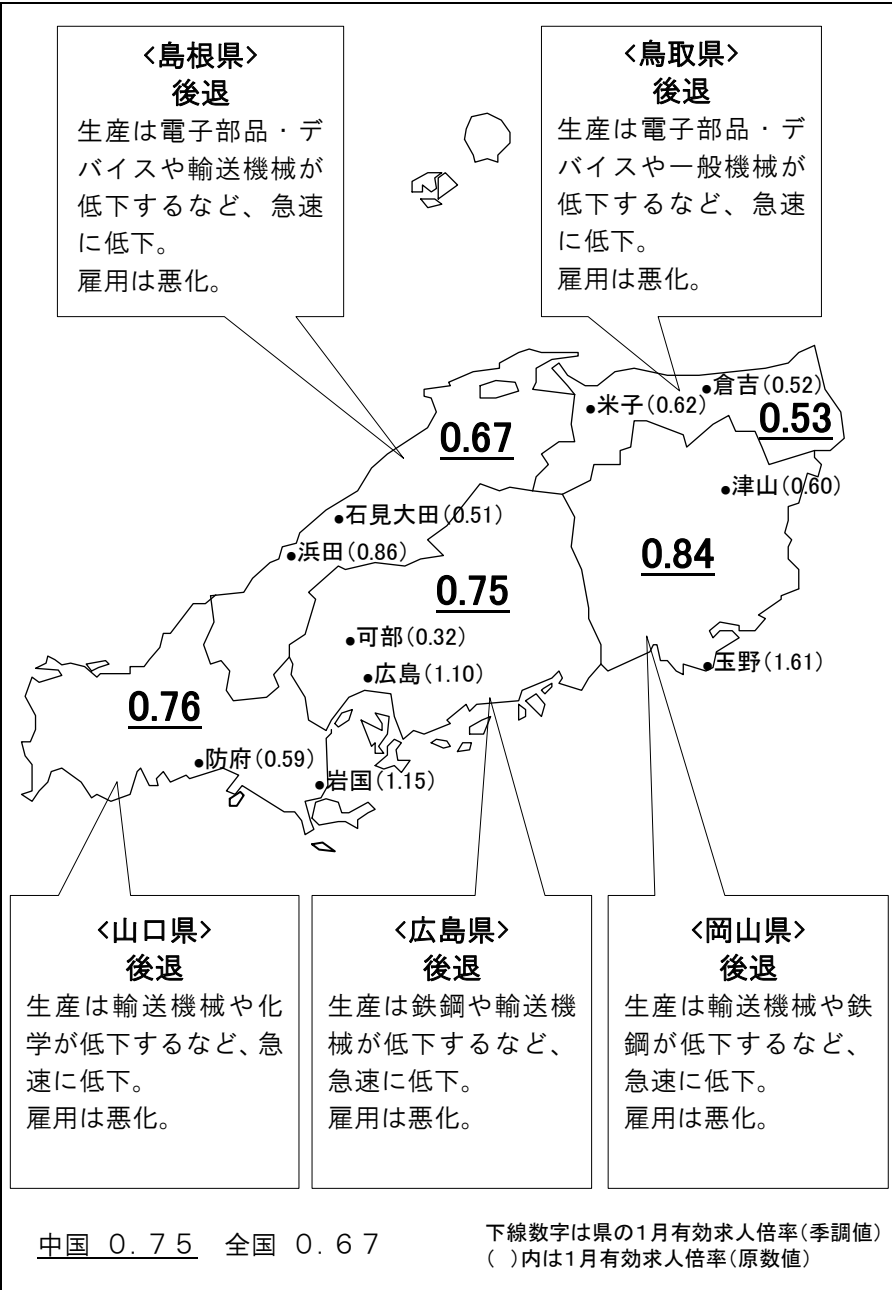 <島根県>
後退
生産は電子部品・デ
バイスや輸送機械が
低下するなど、急速
に低下。
雇用は悪化。
<鳥取県>
後退
生産は電子部品・デ
バイスや一般機械が
低下するなど、急速
に低下。
雇用は悪化。
倉吉(0.52)
米子(0.62)
0.53
0.67
津山(0.60)
石見大田(0.51)
浜田(0.86)
0.84
0.75
可部(0.32)
玉野(1.61)
広島(1.10)
0.76
防府(0.59)
岩国(1.15)
<山口県>
後退
生産は輸送機械や化
学が低下するなど、急
速に低下。
雇用は悪化。
<広島県>
後退
生産は鉄鋼や輸送機
械が低下するなど、
急速に低下。
雇用は悪化。
<岡山県>
後退
生産は輸送機械や鉄
鋼が低下するなど、
急速に低下。
雇用は悪化。
中国 0.75 全国 0.67
下線数字は県の1月有効求人倍率(季調値)
( )内は1月有効求人倍率(原数値)